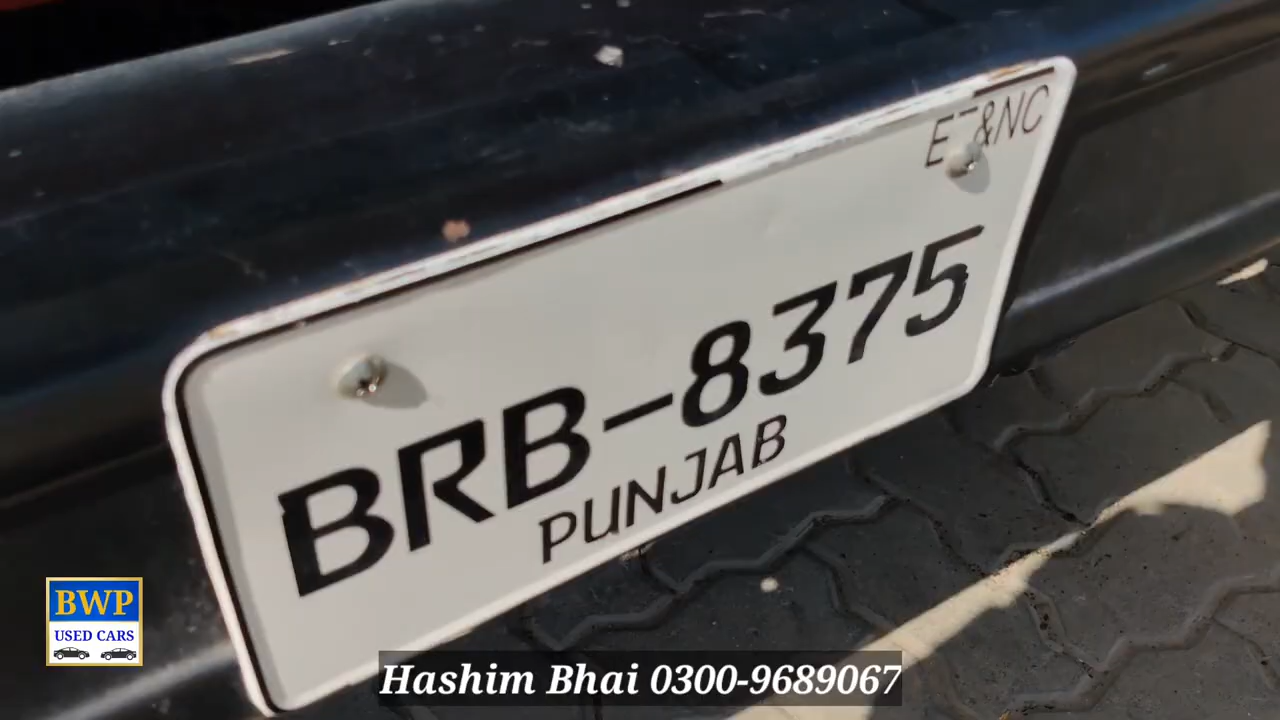 ET&NC
BRB-8375
PUNJAB
BWP
USED CARS
Hashim Bhai 0300-9689067